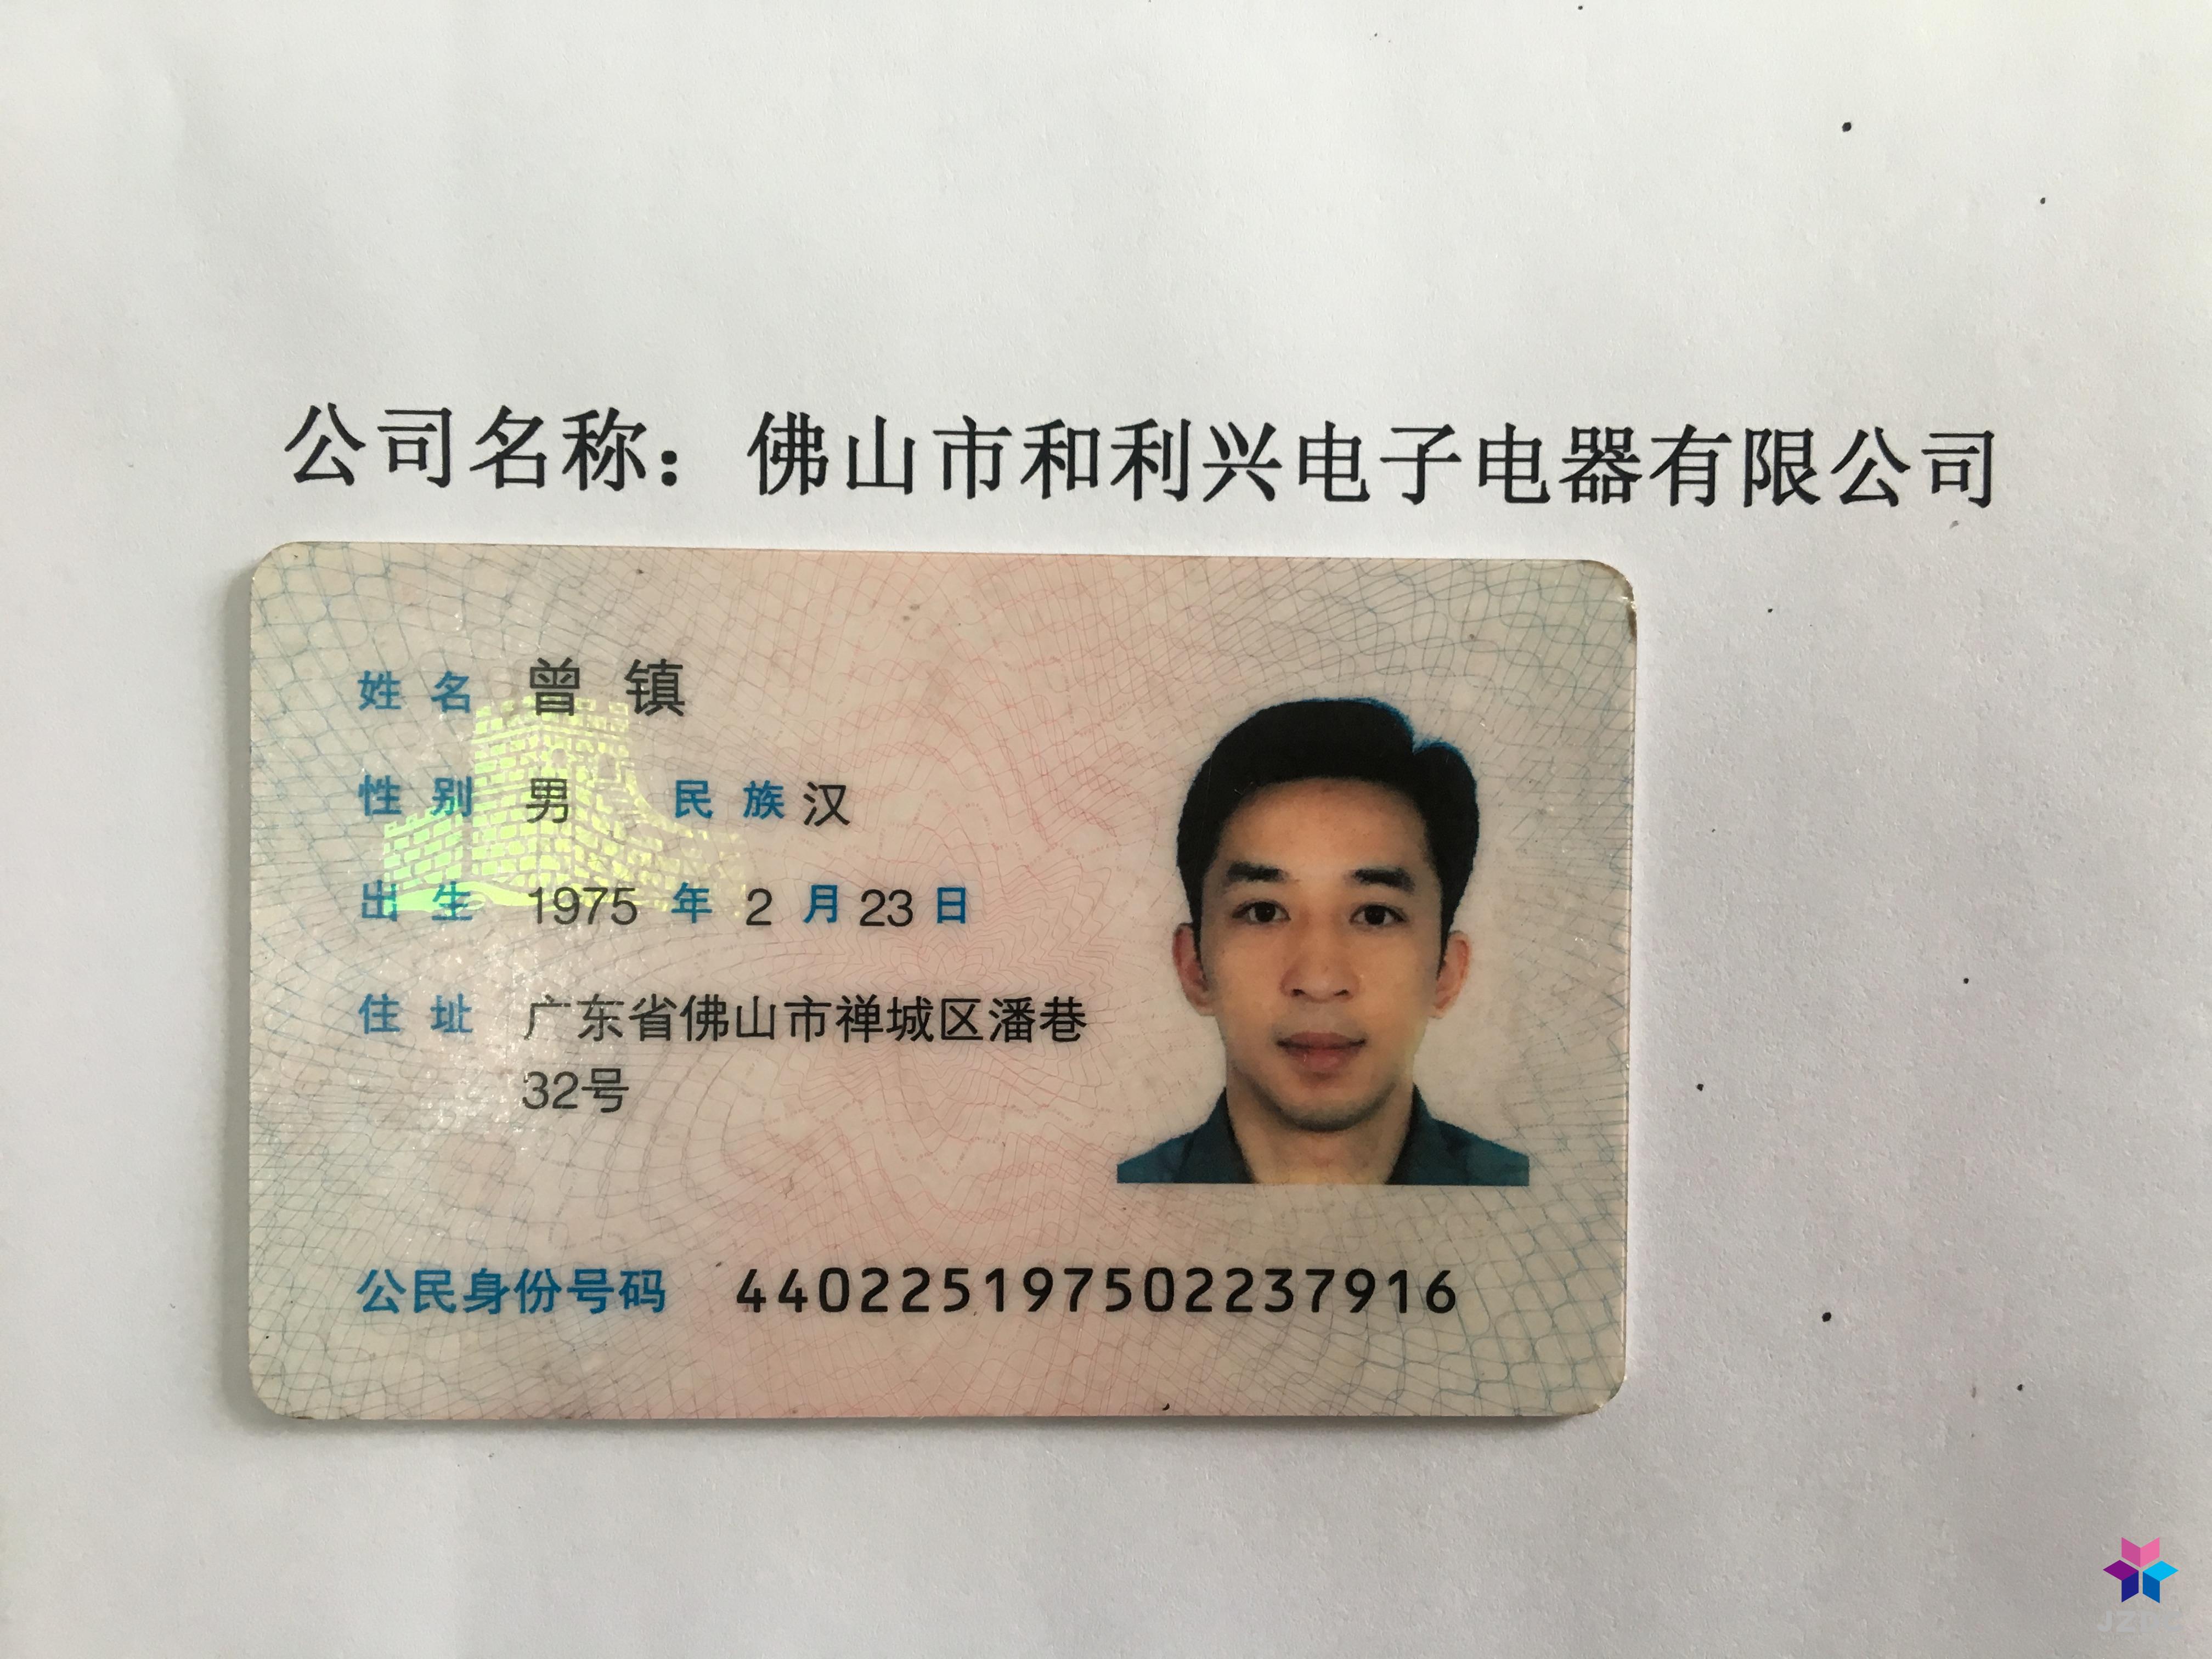 公司名称：佛山市和利兴电子电器有限公司
姓名 曾镇
性别 男 民族 汉
出生 1975 年 2 月 23 日
住址 广东省佛山市禅城区潘巷
32号
公民身份号码 440225197502237916